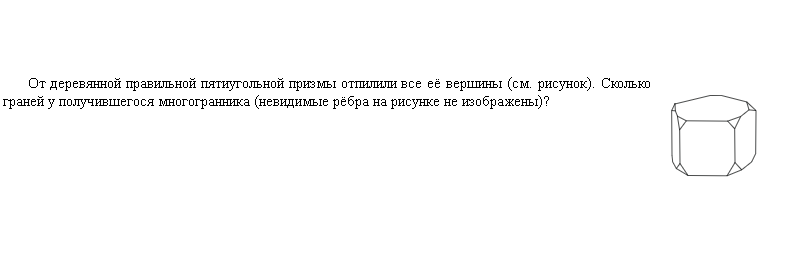 От деревянной правильной пятиугольной призмы отпилили все её вершины (см. рисунок). Сколько
граней у получившегося многогранника (невидимые рёбра на рисунке не изображены)?